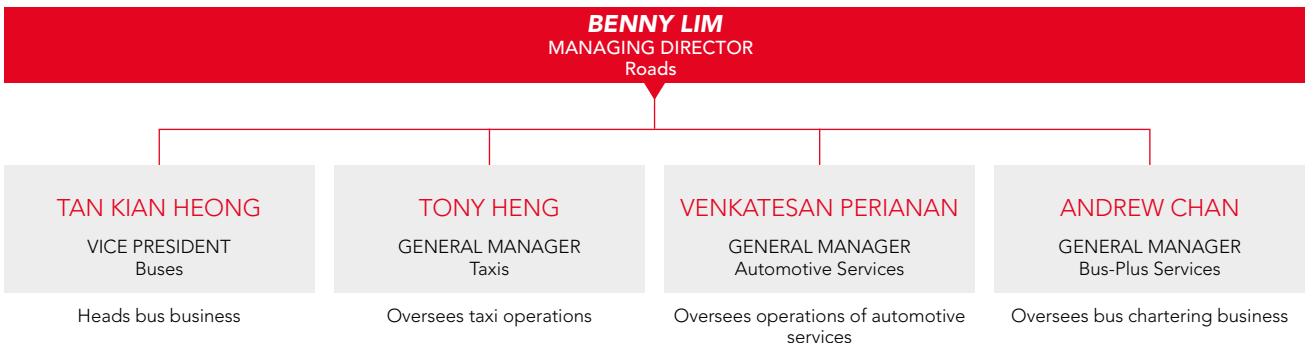 BENNY LIM
MANAGING DIRECTOR
Roads
TAN KIAN HEONG
VICE PRESIDENT
Buses
Heads bus business
TONY HENG
GENERAL MANAGER
Taxis
Oversees taxi operations
VENKATESAN PERIANAN
GENERAL MANAGER
Automotive Services
Oversees operations of automotive
services
ANDREW CHAN
GENERAL MANAGER
Bus-Plus Services
Oversees bus chartering business